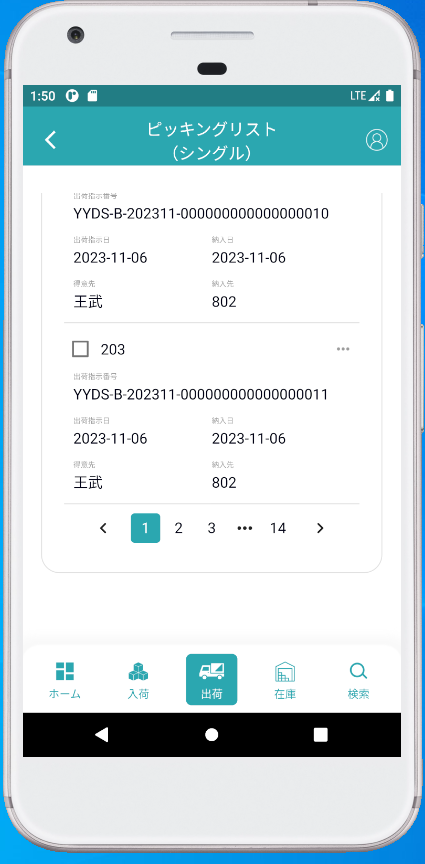 1:50 LTE
ピッキングリスト
（シングル）
出荷指示番号
YYDS-B-202311-000000000000000010
出荷指示日 納入日
2023-11-06 2023-11-06
得意先 納入先
王武 802
203
出荷指示番号
YYDS-B-202311-000000000000000011
出荷指示日 納入日
2023-11-06 2023-11-06
得意先 納入先
王武 802
1 2 3 ••• 14
ホーム 入荷 出荷 在庫 検索